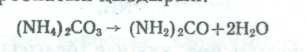 (NH₄)₂CO₃ → (NH₂)₂CO+2H₂O